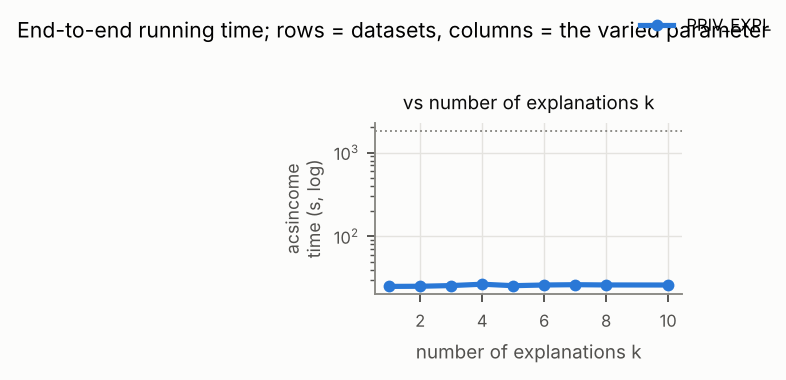 End-to-end running time; rows = datasets, columns = the varied parameter
PRIV_EXPL
vs number of explanations k
acsincome
time (s, log)
10³
10²
2 4 6 8 10
number of explanations k